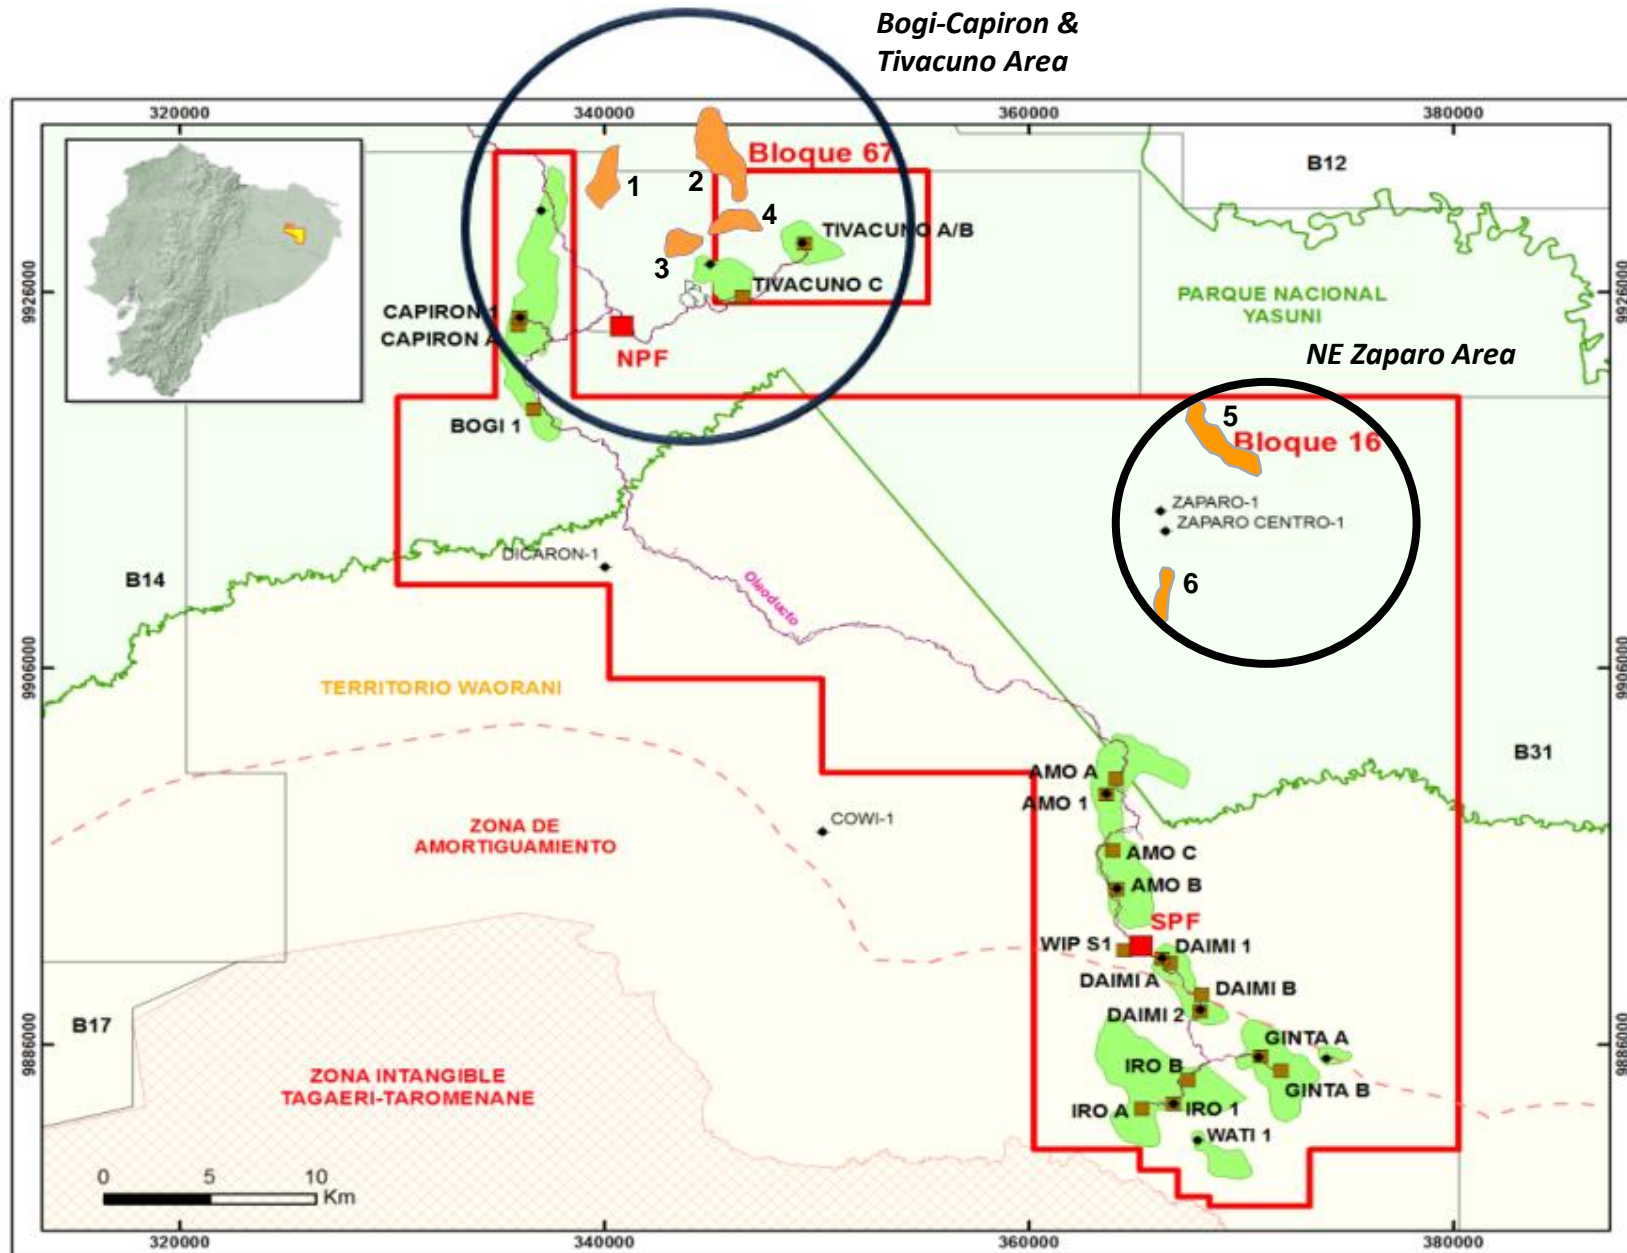 Bogi-Capiron &
Tivacuno Area
320000
340000
360000
380000
Bloque 67
B12
1
2
4
3
TIVACUNO A/B
TIVACUNO C
9926000
9926000
PARQUE NACIONAL
YASUNI
CAPIRON 1
CAPIRON A
NPF
NE Zaparo Area
BOGI 1
5
Bloque 16
ZAPARO-1
ZAPARO CENTRO-1
DICARON-1
B14
Oleoducto
6
9906000
9906000
TERRITORIO WAORANI
B31
AMO A
AMO 1
COWI-1
ZONA DE
AMORTIGUAMIENTO
AMO C
AMO B
SPF
WIP S1
DAIMI 1
DAIMI A
DAIMI B
DAIMI 2
B17
GINTA A
9886000
9886000
IRO B
GINTA B
ZONA INTANGIBLE
TAGAERI-TAROMENANE
IRO A
IRO 1
WATI 1
0
5
10
Km
320000
340000
360000
380000